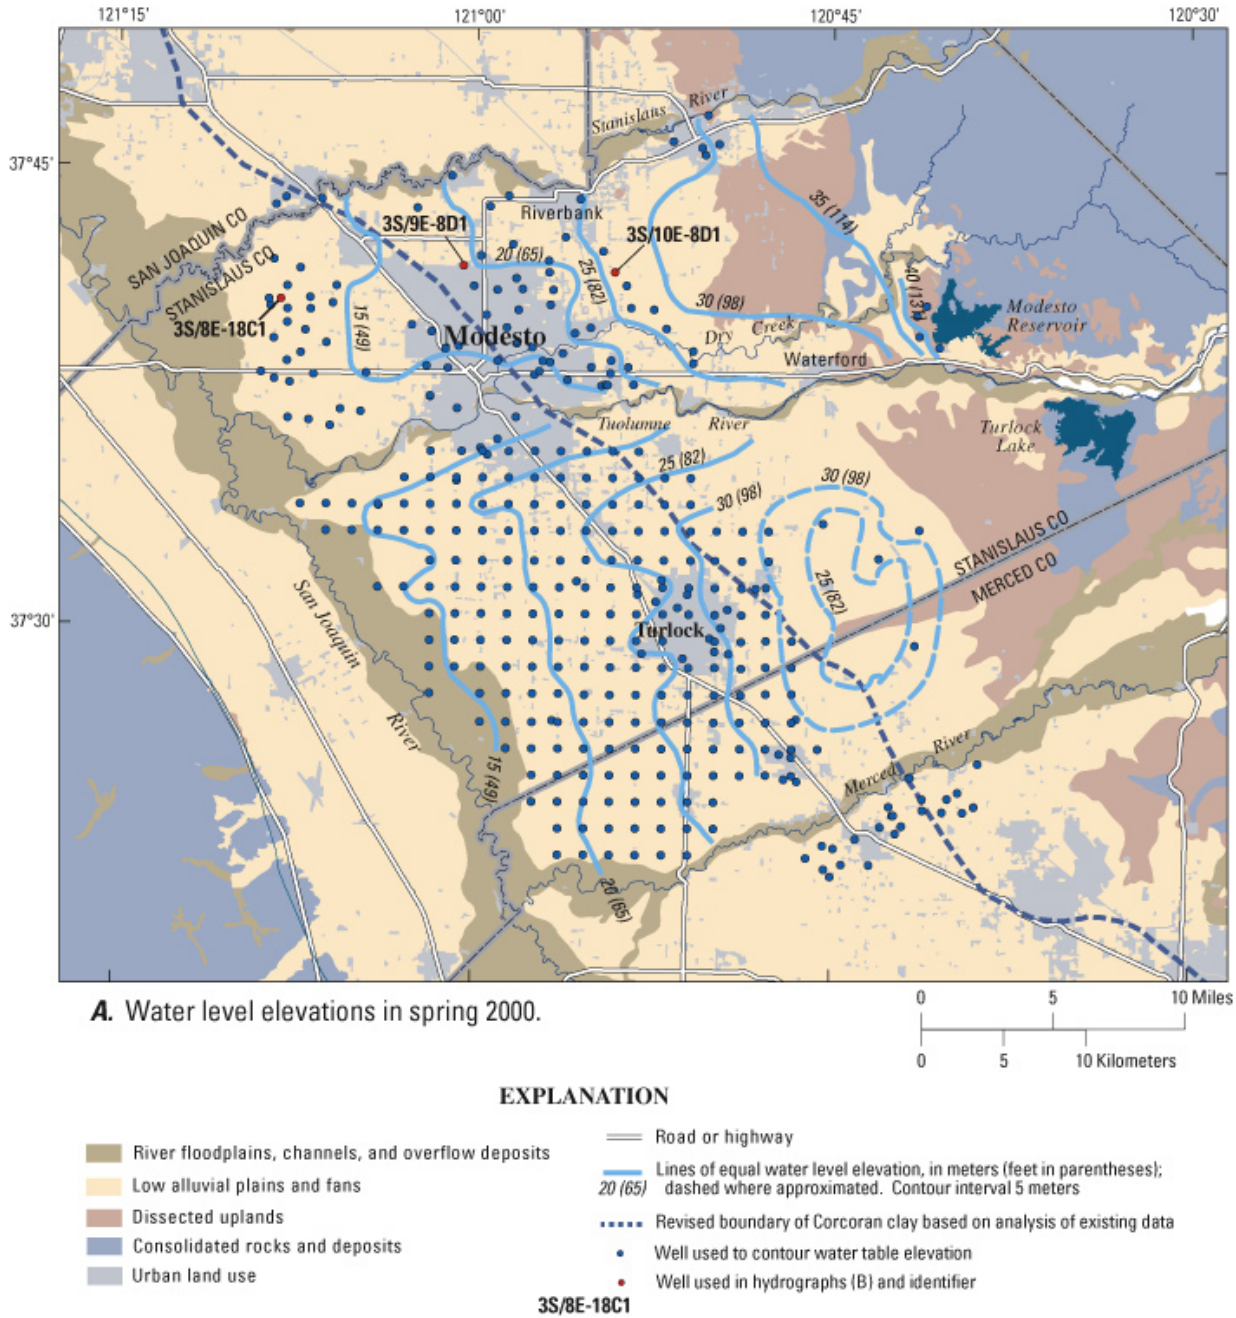 121°15'
121°00'
120°45'
120°30'
37°45'
37°30'
Stanislaus River
Riverbank
3S/9E-8D1
3S/10E-8D1
3S/8E-18C1
SAN JOAQUIN CO
STANISLAUS CO
20 (65)
25 (82)
35 (114)
40 (131)
30 (98)
15 (49)
Modesto
Dry Creek
Waterford
Modesto
Reservoir
Tuolumne River
Turlock
Lake
25 (82)
30 (98)
30 (98)
25 (82)
STANISLAUS CO
MERCED CO
San Joaquin River
Turlock
Merced River
15 (49)
20 (65)
A. Water level elevations in spring 2000.
0 5 10 Miles
0 5 10 Kilometers
EXPLANATION
River floodplains, channels, and overflow deposits
Low alluvial plains and fans
Dissected uplands
Consolidated rocks and deposits
Urban land use
Road or highway
20 (65) Lines of equal water level elevation, in meters (feet in parentheses);
dashed where approximated. Contour interval 5 meters
Revised boundary of Corcoran clay based on analysis of existing data
Well used to contour water table elevation
Well used in hydrographs (B) and identifier
3S/8E-18C1